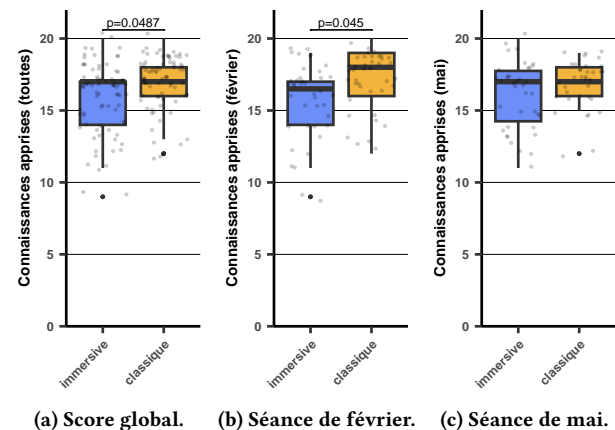 p=0.0487
20
15
10
5
0
Connaissances apprises (toutes)
immersive
classique
(a) Score global.
p=0.045
20
15
10
5
0
Connaissances apprises (février)
immersive
classique
(b) Séance de février.
20
15
10
5
0
Connaissances apprises (mai)
immersive
classique
(c) Séance de mai.